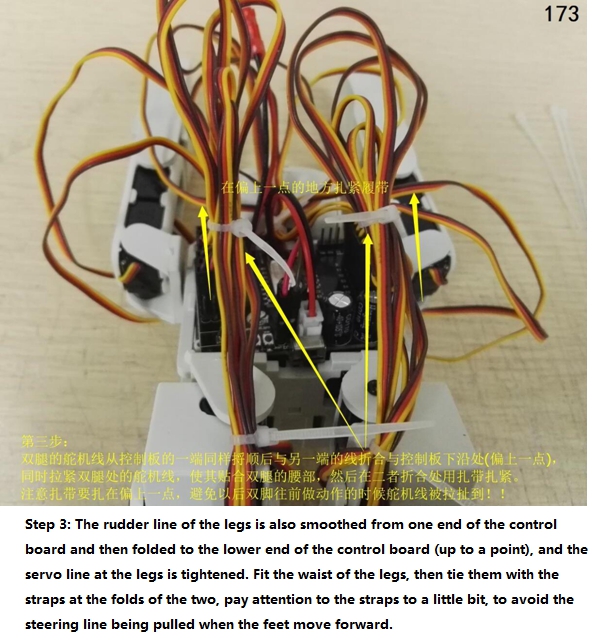 173
在偏上一点的地方扎紧履带
第三步：
双腿的舵机线从控制板的一端同样捋顺后与另一端的线折合与控制板下沿处(偏上一点)，
同时拉紧双腿处的舵机线，使其贴合双腿的腰部，然后在二者折合处用扎带扎紧。
注意扎带要扎在偏上一点，避免以后双脚往前做动作的时候舵机线被拉扯到！！
Step 3: The rudder line of the legs is also smoothed from one end of the control
board and then folded to the lower end of the control board (up to a point), and the
servo line at the legs is tightened. Fit the waist of the legs, then tie them with the
straps at the folds of the two, pay attention to the straps to a little bit, to avoid the
steering line being pulled when the feet move forward.